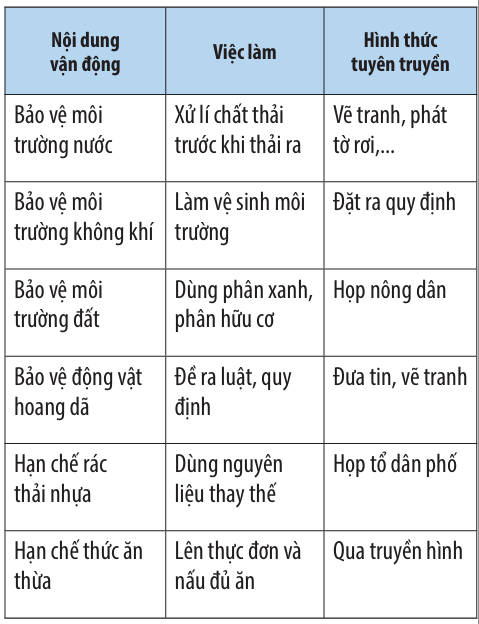 Nội dung
vận động
Việc làm
Hình thức
tuyên truyền
Bảo vệ môi
trường nước
Xử lí chất thải
trước khi thải ra
Vẽ tranh, phát
tờ rơi,...
Bảo vệ môi
trường không khí
Làm vệ sinh môi
trường
Đặt ra quy định
Bảo vệ môi
trường đất
Dùng phân xanh,
phân hữu cơ
Họp nông dân
Bảo vệ động vật
hoang dã
Đề ra luật, quy
định
Đưa tin, vẽ tranh
Hạn chế rác
thải nhựa
Dùng nguyên
liệu thay thế
Họp tổ dân phố
Hạn chế thức ăn
thừa
Lên thực đơn và
nấu đủ ăn
Qua truyền hình